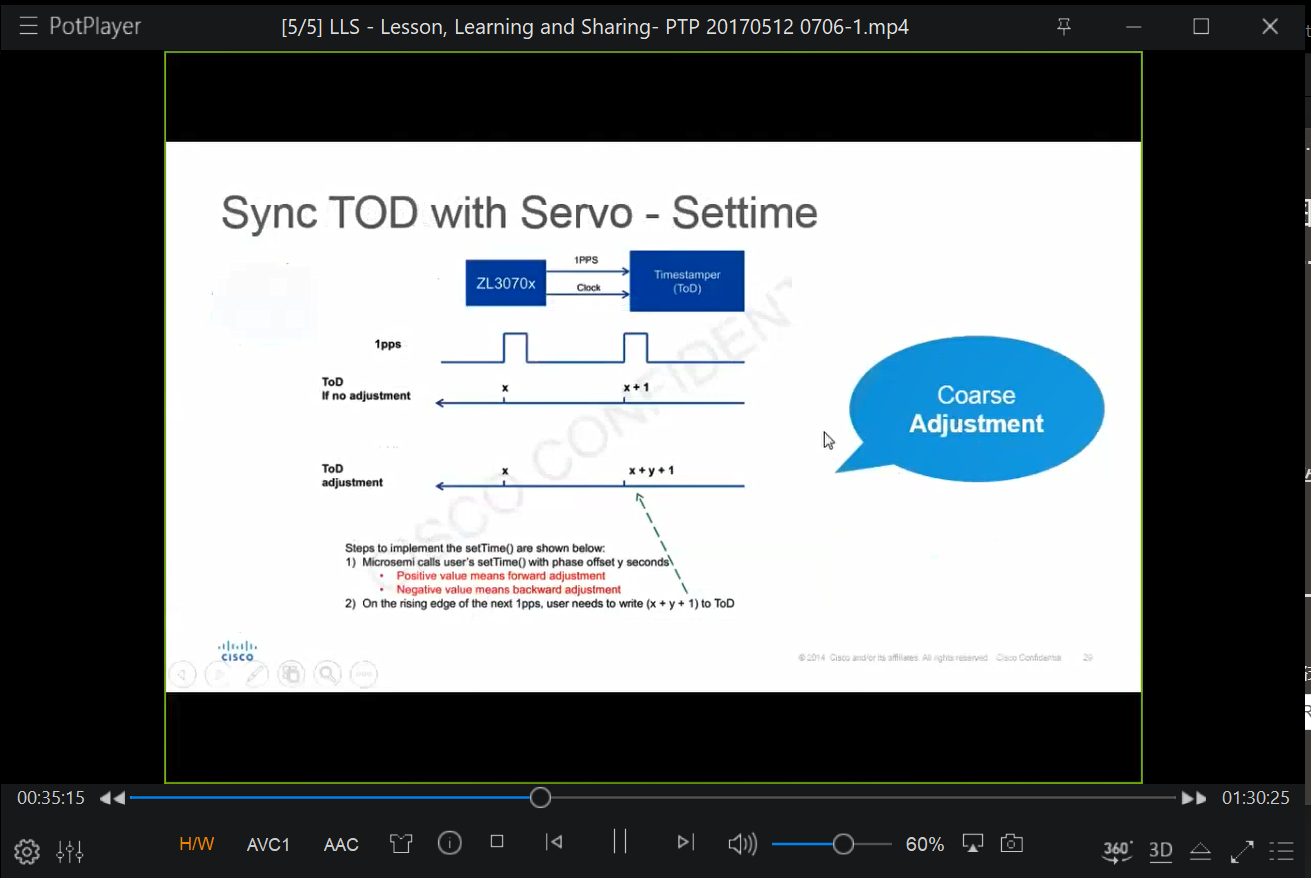 PotPlayer
[5/5] LLS - Lesson, Learning and Sharing- PTP 20170512 0706-1.mp4
Sync TOD with Servo - Settime
ZL3070x
1PPS
Clock
Timestamper
(ToD)
1pps
ToD
If no adjustment
x
x + 1
ToD
adjustment
x
x + y + 1
Coarse
Adjustment
CISCO CONFIDENT
Steps to implement the setTime() are shown below:
1) Microsemi calls user's setTime() with phase offset y seconds
• Positive value means forward adjustment
• Negative value means backward adjustment
2) On the rising edge of the next 1pps, user needs to write (x + y + 1) to ToD
CISCO
© 2014 Cisco and/or its affiliates. All rights reserved. Cisco Confidential
29
00:35:15
01:30:25
H/W
AVC1
AAC
60%
360°
3D